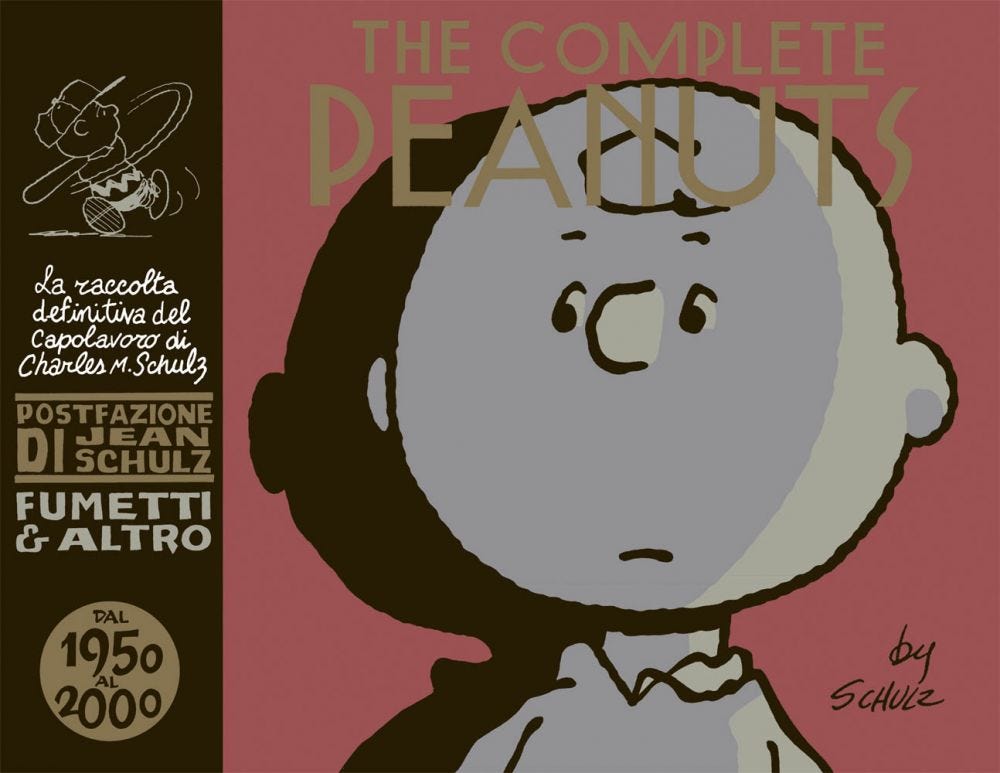 THE COMPLETE
PEANUTS
La raccolta
definitiva del
capolavoro di
Charles M. Schulz
POSTFAZIONE
DI JEAN
SCHULZ
FUMETTI
& ALTRO
DAL
1950
AL
2000
by
SCHULZ